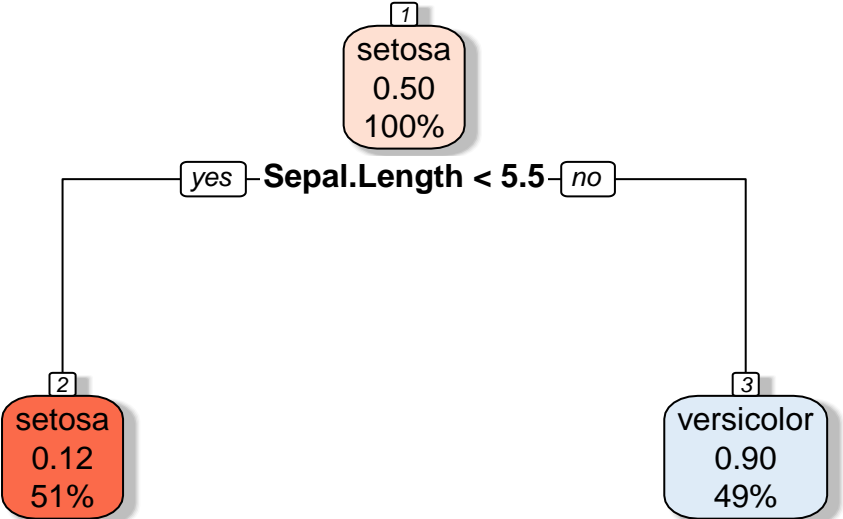 1
setosa
0.50
100%
yes Sepal.Length < 5.5 no
2
setosa
0.12
51%
3
versicolor
0.90
49%